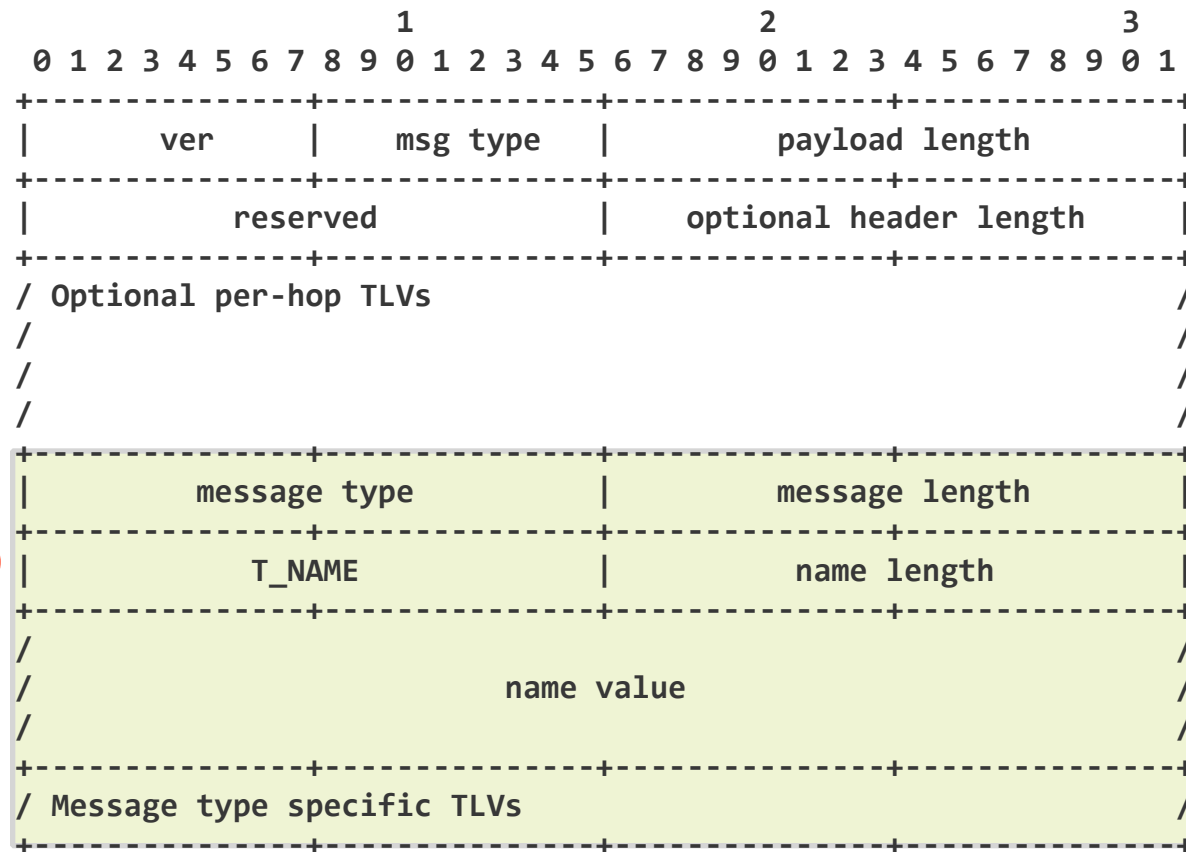 1 2 3
0 1 2 3 4 5 6 7 8 9 0 1 2 3 4 5 6 7 8 9 0 1 2 3 4 5 6 7 8 9 0 1
+---------------+---------------+---------------+---------------+
| ver | msg type | payload length |
+---------------+---------------+---------------+---------------+
| reserved | optional header length |
+---------------+---------------+---------------+---------------+
/ Optional per-hop TLVs /
/ /
/ /
/ /
+---------------+---------------+---------------+---------------+
| message type | message length |
+---------------+---------------+---------------+---------------+
| T_NAME | name length |
+---------------+---------------+---------------+---------------+
/ /
/ name value /
/ /
+---------------+---------------+---------------+---------------+
/ Message type specific TLVs /
+---------------+---------------+---------------+---------------+